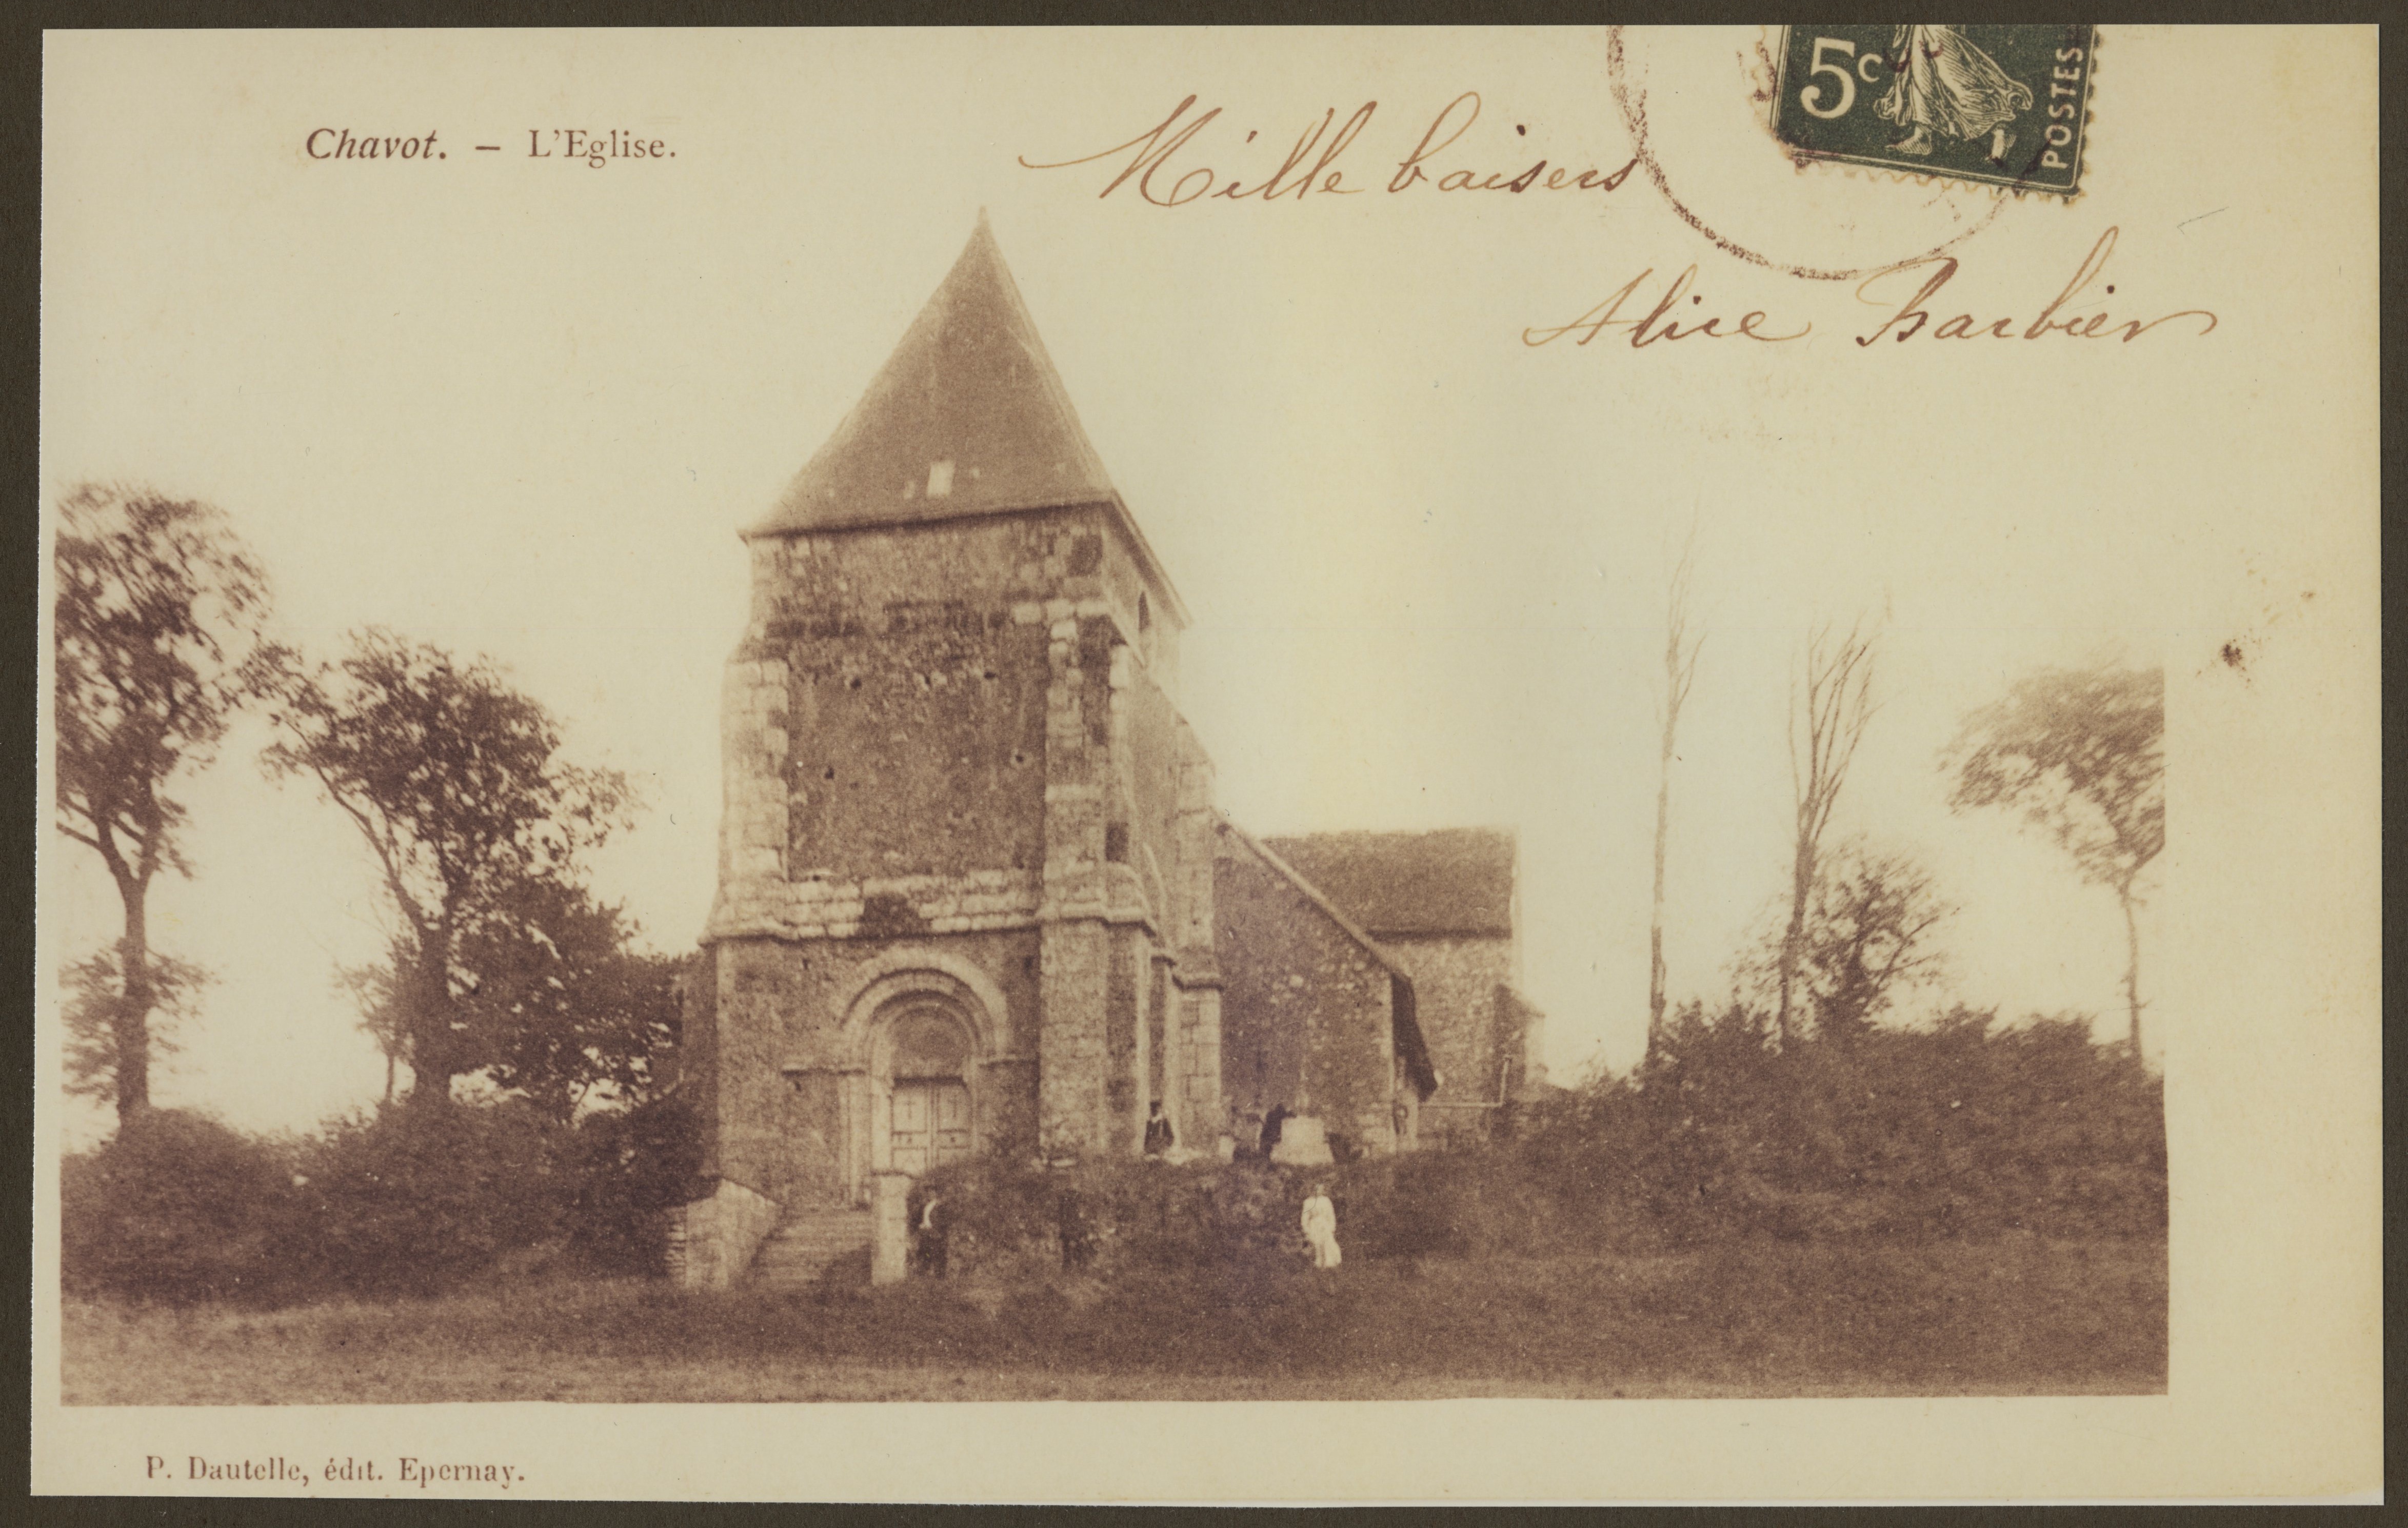 Chavot. – L'Eglise.
Mille baisers
Alice Barbier
5c
POSTES
P. Dautelle, édit. Epernay.